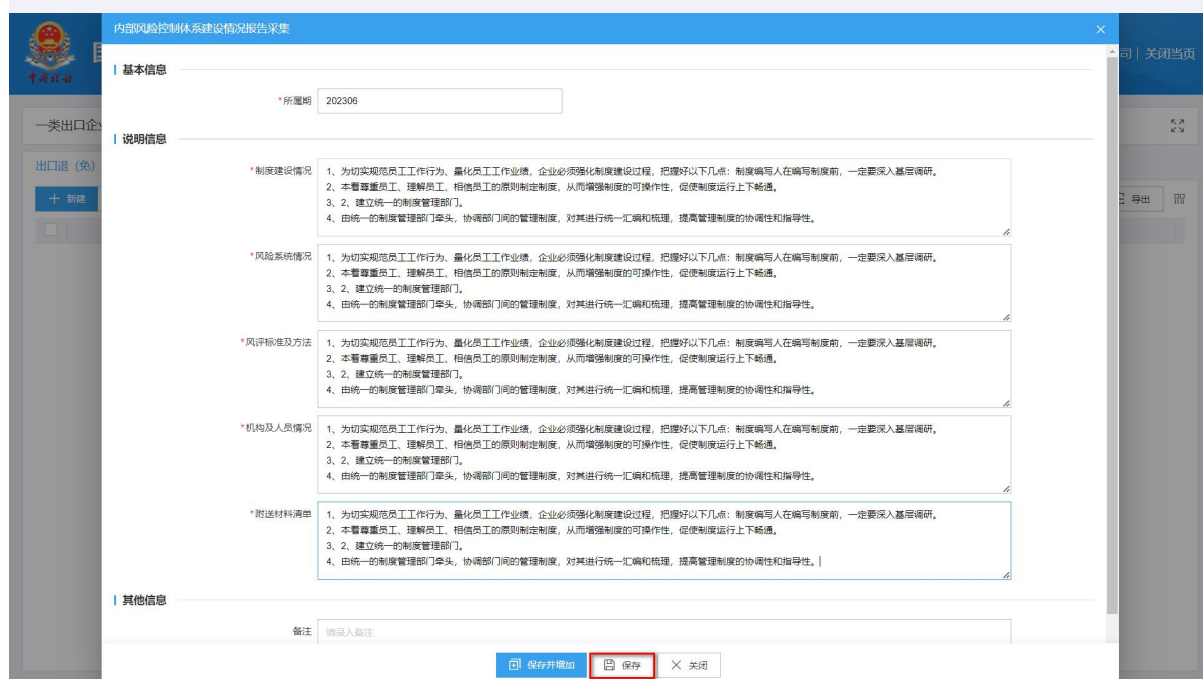 内部风险控制体系建设情况报告采集
中国税务
司 | 关闭当页
基本信息
*所属期 202306
一类出口企
说明信息
出口退（免）
+ 新建
导出
*制度建设情况
1、为切实规范员工工作行为、量化员工工作业绩，企业必须强化制度建设过程，把握好以下几点：制度编写人在编写制度前，一定要深入基层调研。
2、本着尊重员工、理解员工、相信员工的原则制定制度，从而增强制度的可操作性，促使制度运行上下畅通。
3、2、建立统一的制度管理部门。
4、由统一的制度管理部门牵头，协调部门间的管理制度，对其进行统一汇编和梳理，提高管理制度的协调性和指导性。
*风险系统情况
1、为切实规范员工工作行为、量化员工工作业绩，企业必须强化制度建设过程，把握好以下几点：制度编写人在编写制度前，一定要深入基层调研。
2、本着尊重员工、理解员工、相信员工的原则制定制度，从而增强制度的可操作性，促使制度运行上下畅通。
3、2、建立统一的制度管理部门。
4、由统一的制度管理部门牵头，协调部门间的管理制度，对其进行统一汇编和梳理，提高管理制度的协调性和指导性。
*风评标准及方法
1、为切实规范员工工作行为、量化员工工作业绩，企业必须强化制度建设过程，把握好以下几点：制度编写人在编写制度前，一定要深入基层调研。
2、本着尊重员工、理解员工、相信员工的原则制定制度，从而增强制度的可操作性，促使制度运行上下畅通。
3、2、建立统一的制度管理部门。
4、由统一的制度管理部门牵头，协调部门间的管理制度，对其进行统一汇编和梳理，提高管理制度的协调性和指导性。
*机构及人员情况
1、为切实规范员工工作行为、量化员工工作业绩，企业必须强化制度建设过程，把握好以下几点：制度编写人在编写制度前，一定要深入基层调研。
2、本着尊重员工、理解员工、相信员工的原则制定制度，从而增强制度的可操作性，促使制度运行上下畅通。
3、2、建立统一的制度管理部门。
4、由统一的制度管理部门牵头，协调部门间的管理制度，对其进行统一汇编和梳理，提高管理制度的协调性和指导性。
*附送材料清单
1、为切实规范员工工作行为、量化员工工作业绩，企业必须强化制度建设过程，把握好以下几点：制度编写人在编写制度前，一定要深入基层调研。
2、本着尊重员工、理解员工、相信员工的原则制定制度，从而增强制度的可操作性，促使制度运行上下畅通。
3、2、建立统一的制度管理部门。
4、由统一的制度管理部门牵头，协调部门间的管理制度，对其进行统一汇编和梳理，提高管理制度的协调性和指导性。
其他信息
备注 请录入备注
保存并增加 保存 × 关闭